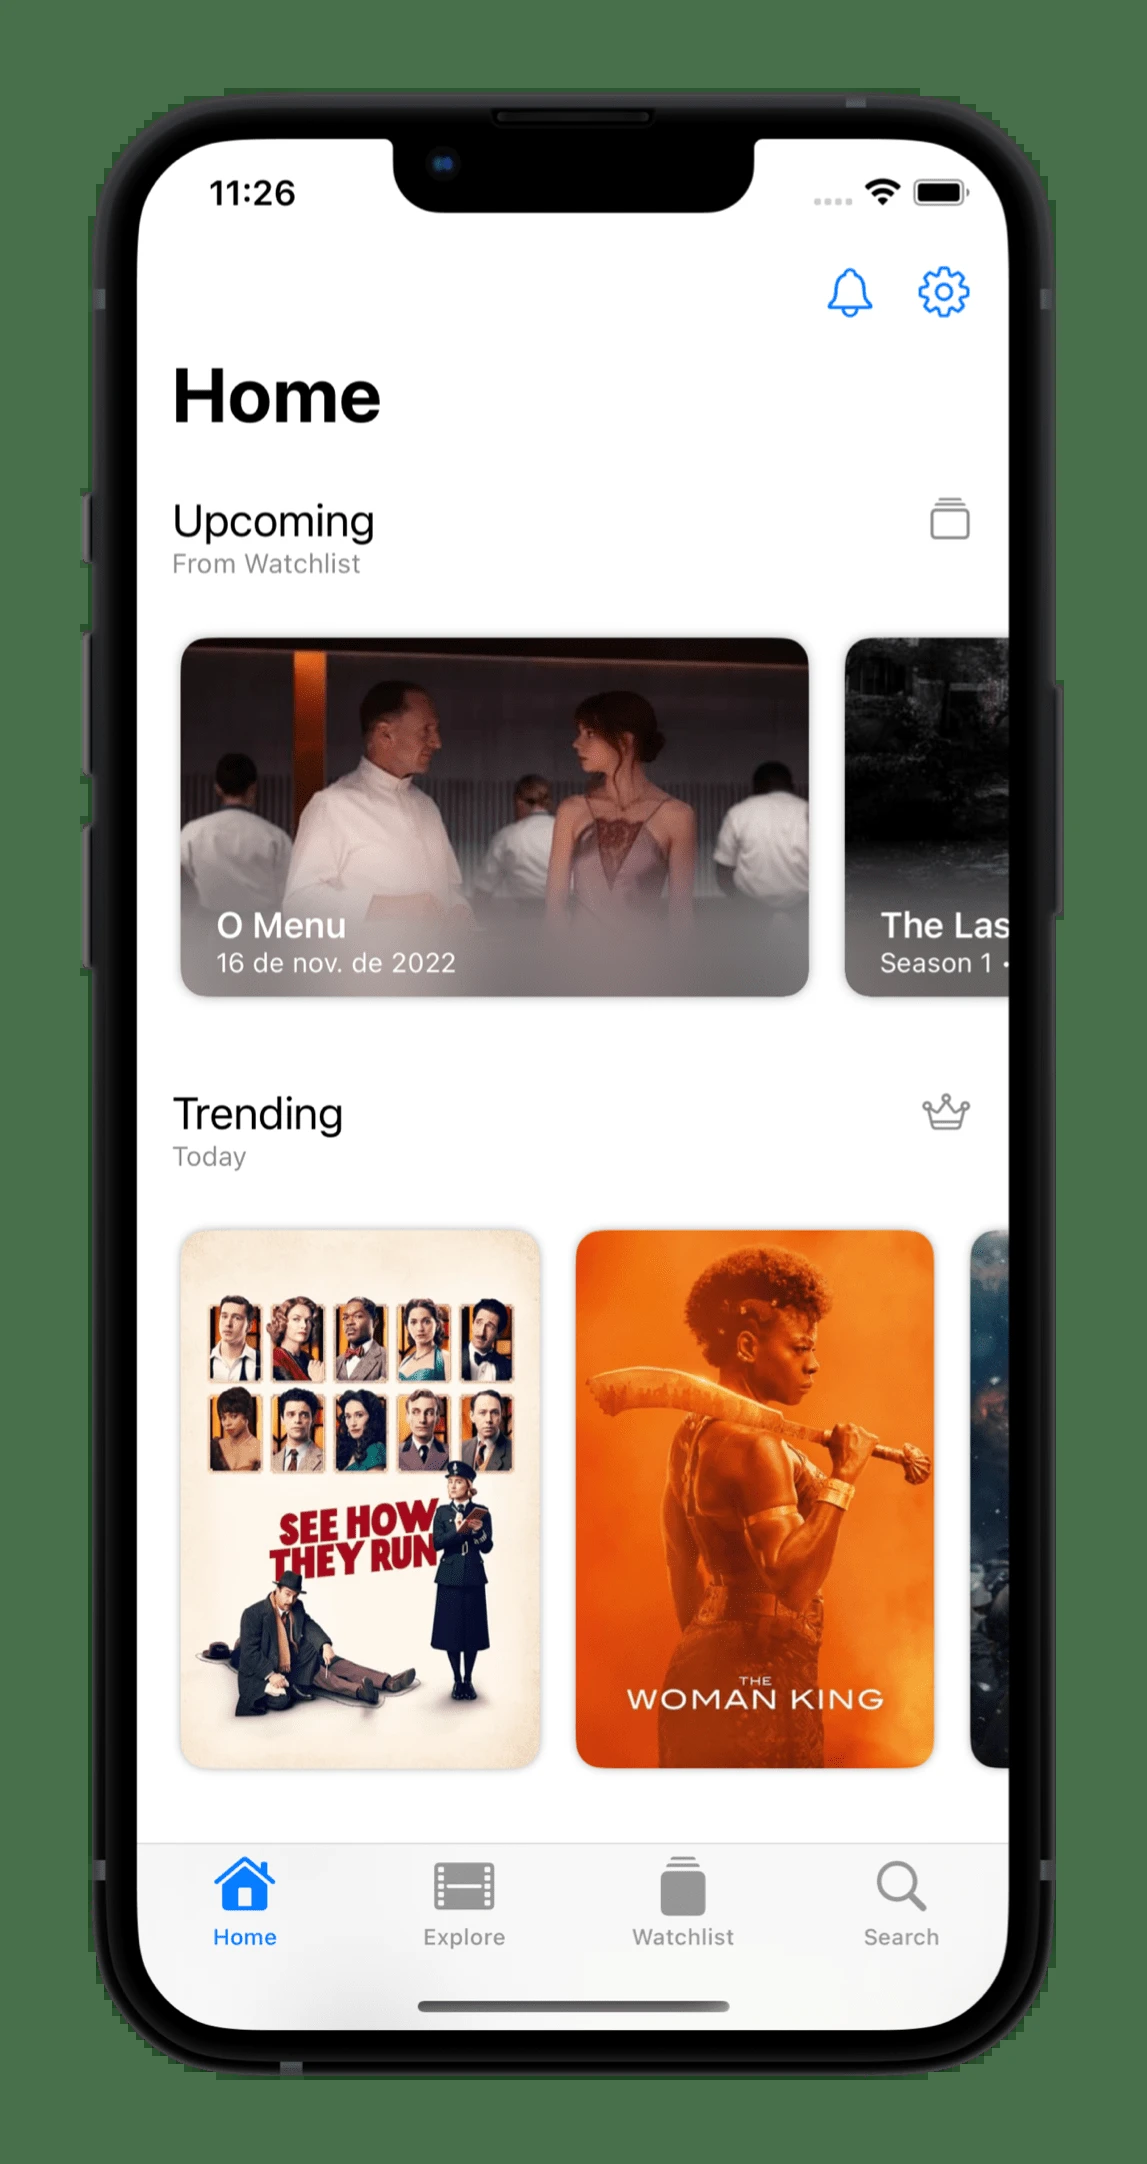 11:26
Home
Upcoming
From Watchlist
O Menu
16 de nov. de 2022
The Las
Season 1 •
Trending
Today
SEE HOW
THEY RUN
THE
WOMAN KING
Home
Explore
Watchlist
Search